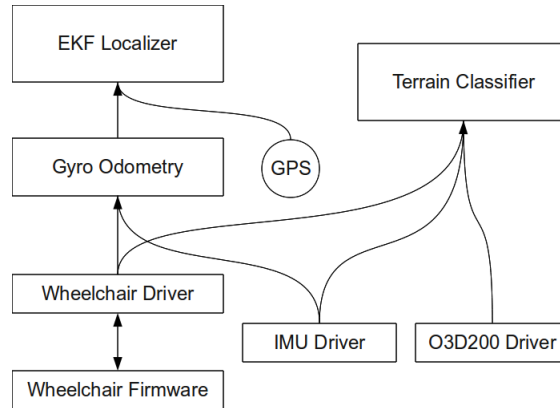 EKF Localizer
Terrain Classifier
Gyro Odometry
GPS
Wheelchair Driver
IMU Driver
O3D200 Driver
Wheelchair Firmware